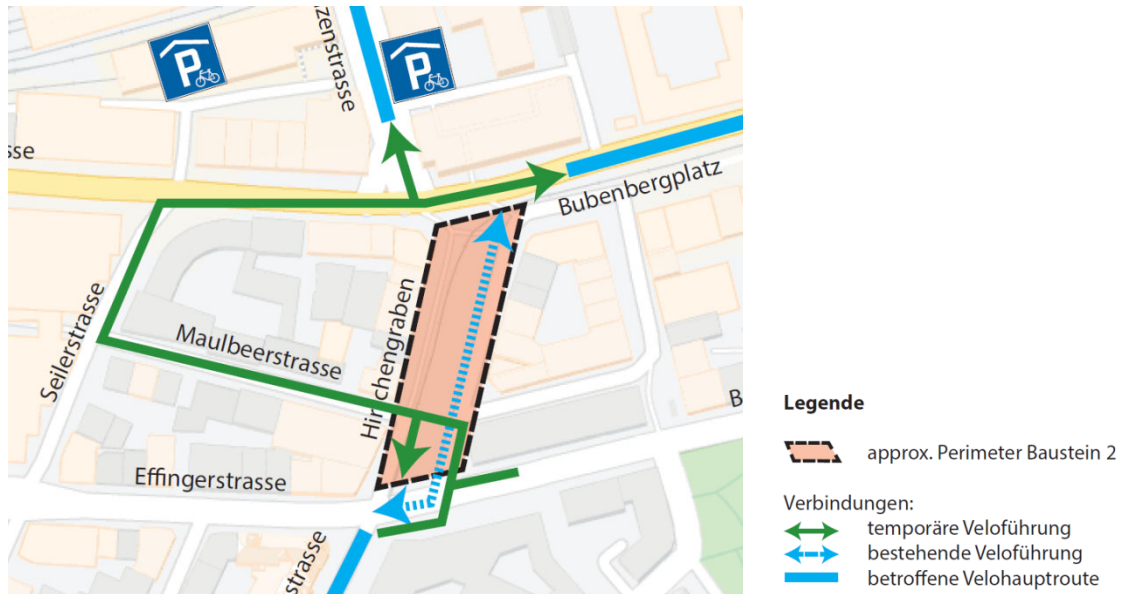 zenstrasse
P
P
sse
Bubenbergplatz
Hirschengraben
Seilerstrasse
Maulbeerstrasse
B
Effingerstrasse
strasse
Legende
approx. Perimeter Baustein 2
Verbindungen:
temporäre Veloführung
bestehende Veloführung
betroffene Velohauptroute